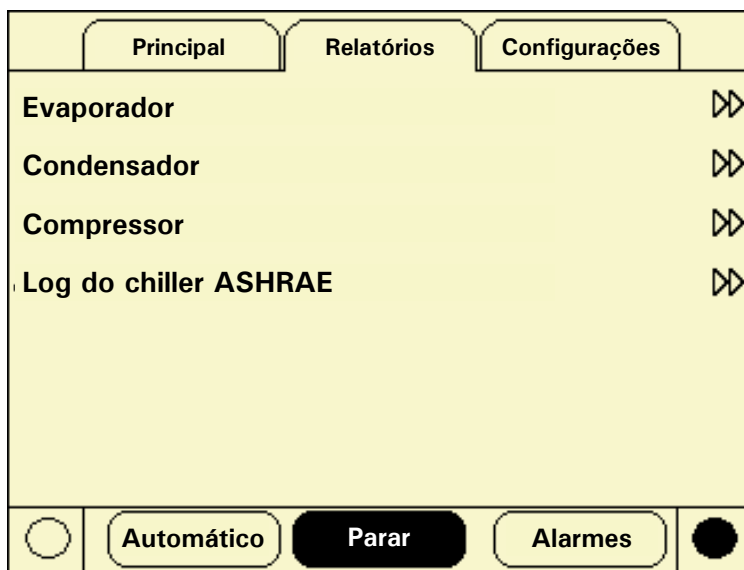 Principal Relatórios Configurações
Evaporador
Condensador
Compressor
Log do chiller ASHRAE
Automático Parar Alarmes